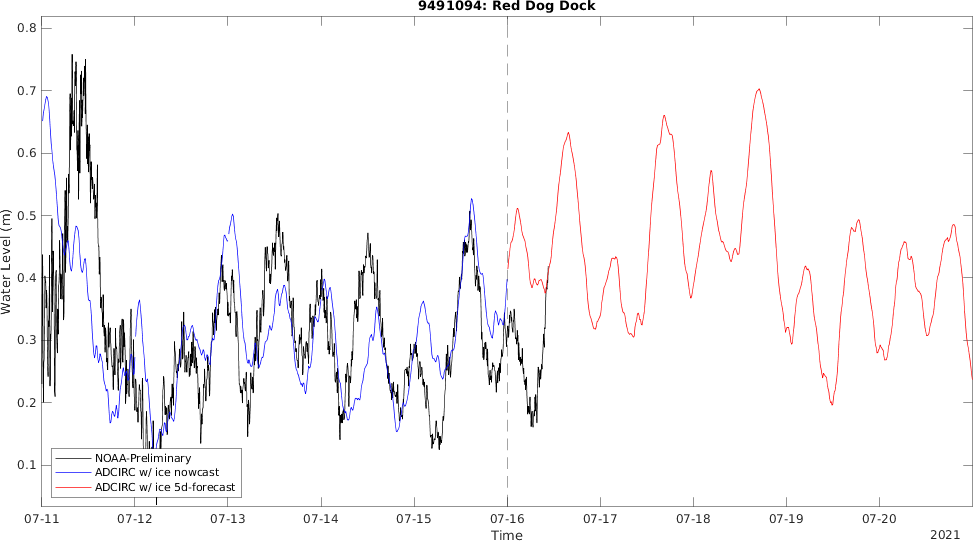 9491094: Red Dog Dock
0.8
0.7
0.6
0.5
0.4
0.3
0.2
0.1
Water Level (m)
NOAA-Preliminary
ADCIRC w/ ice nowcast
ADCIRC w/ ice 5d-forecast
07-11 07-12 07-13 07-14 07-15 07-16 07-17 07-18 07-19 07-20
Time
2021